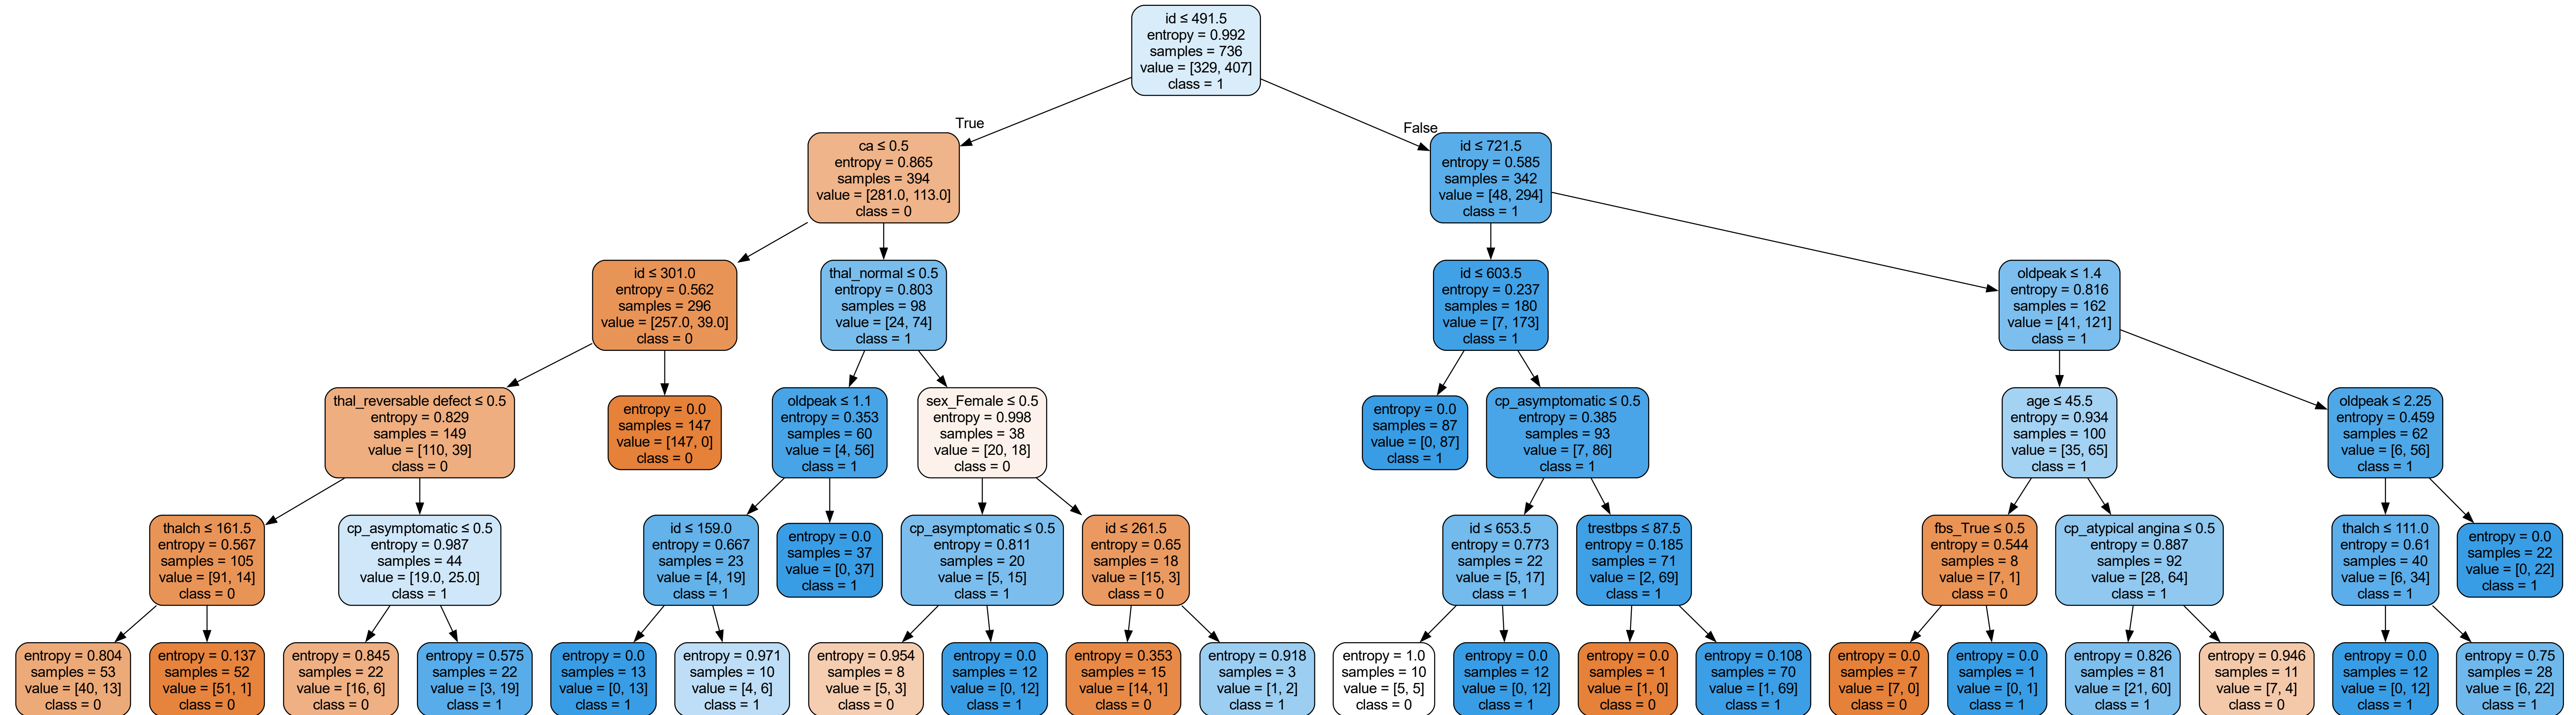 id ≤ 491.5
entropy = 0.992
samples = 736
value = [329, 407]
class = 1
True
False
ca ≤ 0.5
entropy = 0.865
samples = 394
value = [281.0, 113.0]
class = 0
id ≤ 721.5
entropy = 0.585
samples = 342
value = [48, 294]
class = 1
id ≤ 301.0
entropy = 0.562
samples = 296
value = [257.0, 39.0]
class = 0
thal_normal ≤ 0.5
entropy = 0.803
samples = 98
value = [24, 74]
class = 1
id ≤ 603.5
entropy = 0.237
samples = 180
value = [7, 173]
class = 1
oldpeak ≤ 1.4
entropy = 0.816
samples = 162
value = [41, 121]
class = 1
thal_reversable defect ≤ 0.5
entropy = 0.829
samples = 149
value = [110, 39]
class = 0
entropy = 0.0
samples = 147
value = [147, 0]
class = 0
oldpeak ≤ 1.1
entropy = 0.353
samples = 60
value = [4, 56]
class = 1
sex_Female ≤ 0.5
entropy = 0.998
samples = 38
value = [20, 18]
class = 0
entropy = 0.0
samples = 87
value = [0, 87]
class = 1
cp_asymptomatic ≤ 0.5
entropy = 0.385
samples = 93
value = [7, 86]
class = 1
age ≤ 45.5
entropy = 0.934
samples = 100
value = [35, 65]
class = 1
oldpeak ≤ 2.25
entropy = 0.459
samples = 62
value = [6, 56]
class = 1
thalch ≤ 161.5
entropy = 0.567
samples = 105
value = [91, 14]
class = 0
cp_asymptomatic ≤ 0.5
entropy = 0.987
samples = 44
value = [19.0, 25.0]
class = 1
id ≤ 159.0
entropy = 0.667
samples = 23
value = [4, 19]
class = 1
entropy = 0.0
samples = 37
value = [0, 37]
class = 1
cp_asymptomatic ≤ 0.5
entropy = 0.811
samples = 20
value = [5, 15]
class = 1
id ≤ 261.5
entropy = 0.65
samples = 18
value = [15, 3]
class = 0
id ≤ 653.5
entropy = 0.773
samples = 22
value = [5, 17]
class = 1
trestbps ≤ 87.5
entropy = 0.185
samples = 71
value = [2, 69]
class = 1
fbs_True ≤ 0.5
entropy = 0.544
samples = 8
value = [7, 1]
class = 0
cp_atypical angina ≤ 0.5
entropy = 0.887
samples = 92
value = [28, 64]
class = 1
thalch ≤ 111.0
entropy = 0.61
samples = 40
value = [6, 34]
class = 1
entropy = 0.0
samples = 22
value = [0, 22]
class = 1
entropy = 0.804
samples = 53
value = [40, 13]
class = 0
entropy = 0.137
samples = 52
value = [51, 1]
class = 0
entropy = 0.845
samples = 22
value = [16, 6]
class = 0
entropy = 0.575
samples = 22
value = [3, 19]
class = 1
entropy = 0.0
samples = 13
value = [0, 13]
class = 1
entropy = 0.971
samples = 10
value = [4, 6]
class = 1
entropy = 0.954
samples = 8
value = [5, 3]
class = 0
entropy = 0.0
samples = 12
value = [0, 12]
class = 1
entropy = 0.353
samples = 15
value = [14, 1]
class = 0
entropy = 0.918
samples = 3
value = [1, 2]
class = 1
entropy = 1.0
samples = 10
value = [5, 5]
class = 0
entropy = 0.0
samples = 12
value = [0, 12]
class = 1
entropy = 0.0
samples = 1
value = [1, 0]
class = 0
entropy = 0.108
samples = 70
value = [1, 69]
class = 1
entropy = 0.0
samples = 7
value = [7, 0]
class = 0
entropy = 0.0
samples = 1
value = [0, 1]
class = 1
entropy = 0.826
samples = 81
value = [21, 60]
class = 1
entropy = 0.946
samples = 11
value = [7, 4]
class = 0
entropy = 0.0
samples = 12
value = [0, 12]
class = 1
entropy = 0.75
samples = 28
value = [6, 22]
class = 1